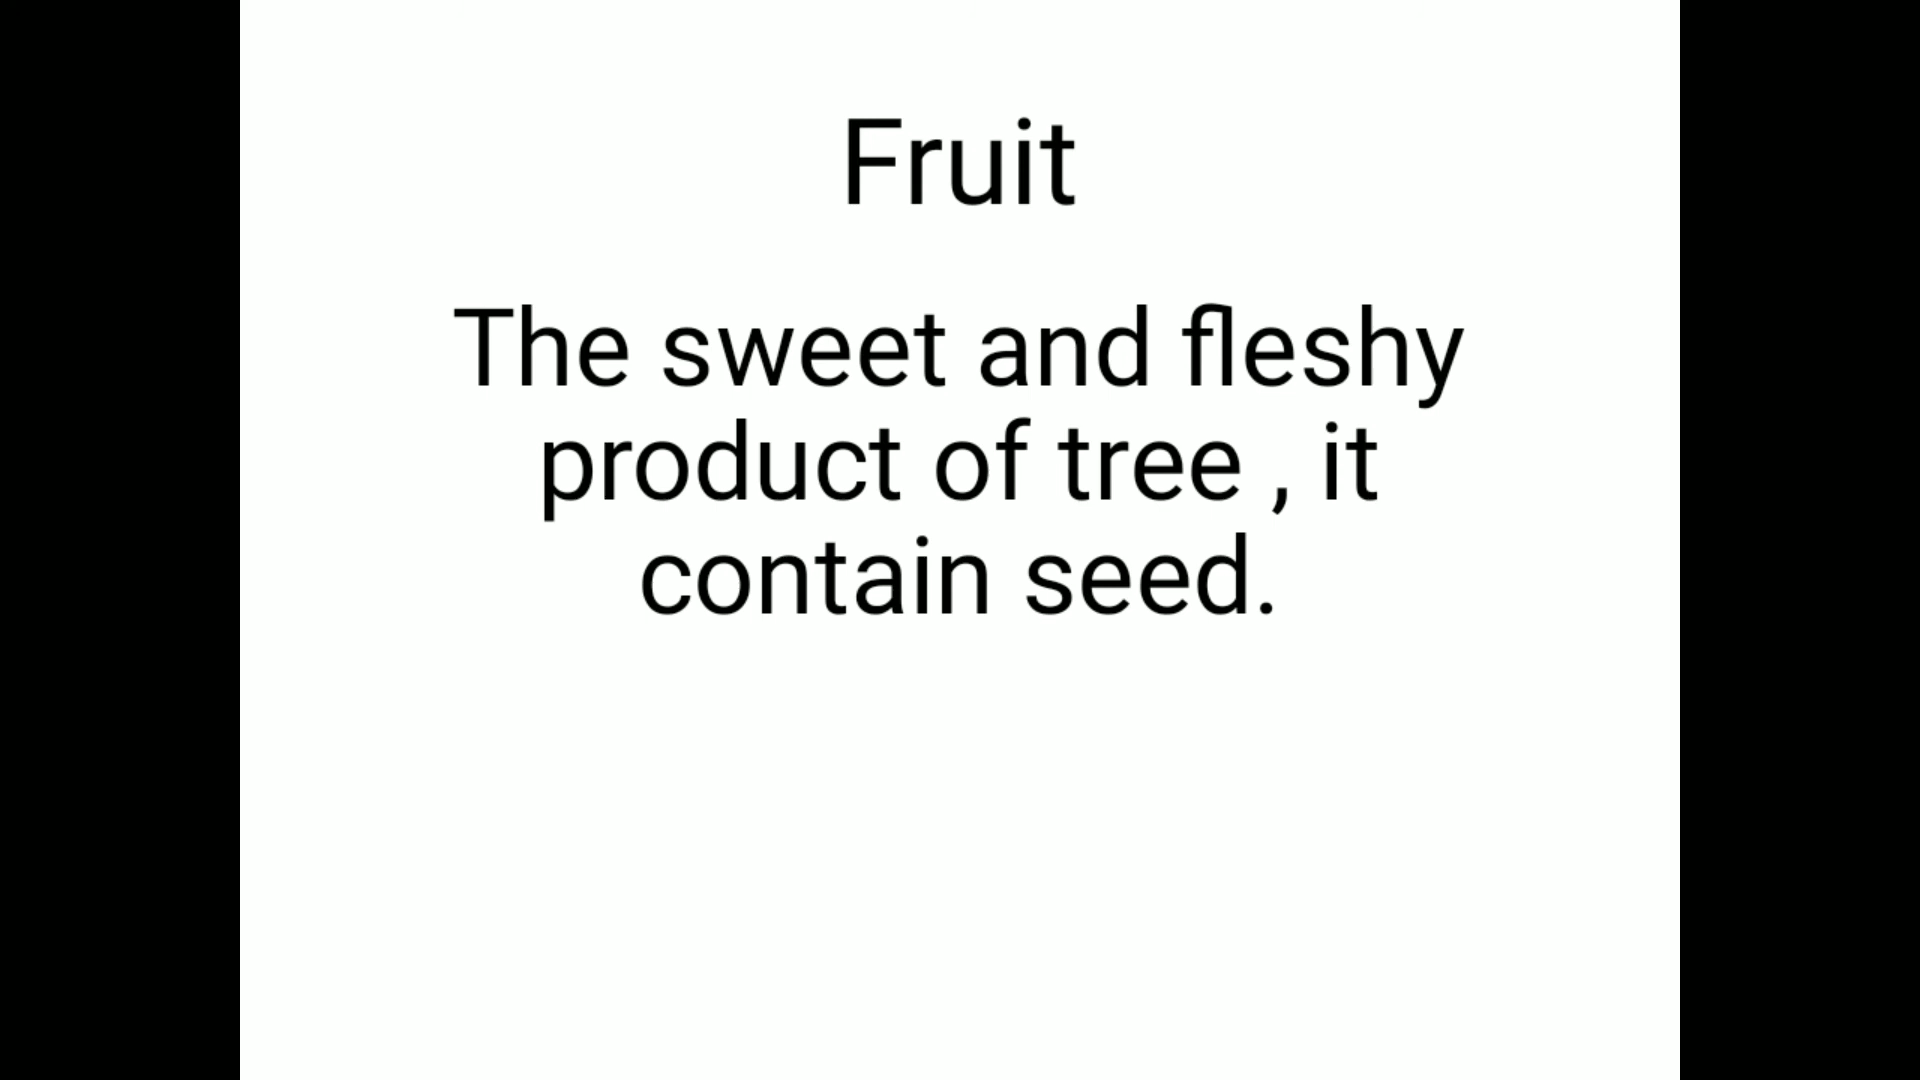 Fruit
The sweet and fleshy
product of tree , it
contain seed.